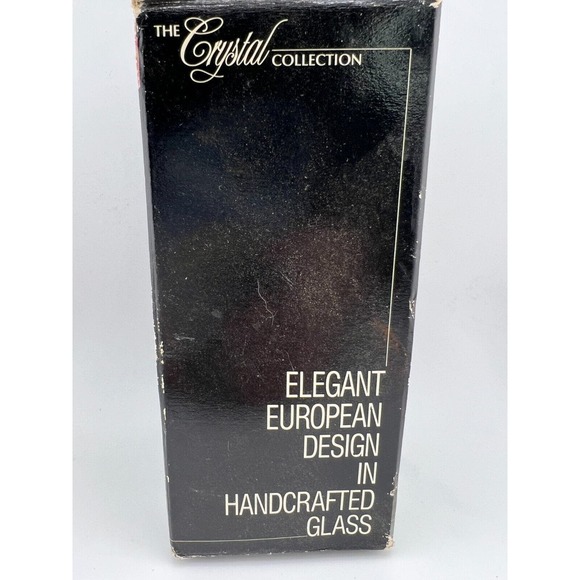 THE Crystal COLLECTION
ELEGANT
EUROPEAN
DESIGN
IN
HANDCRAFTED
GLASS